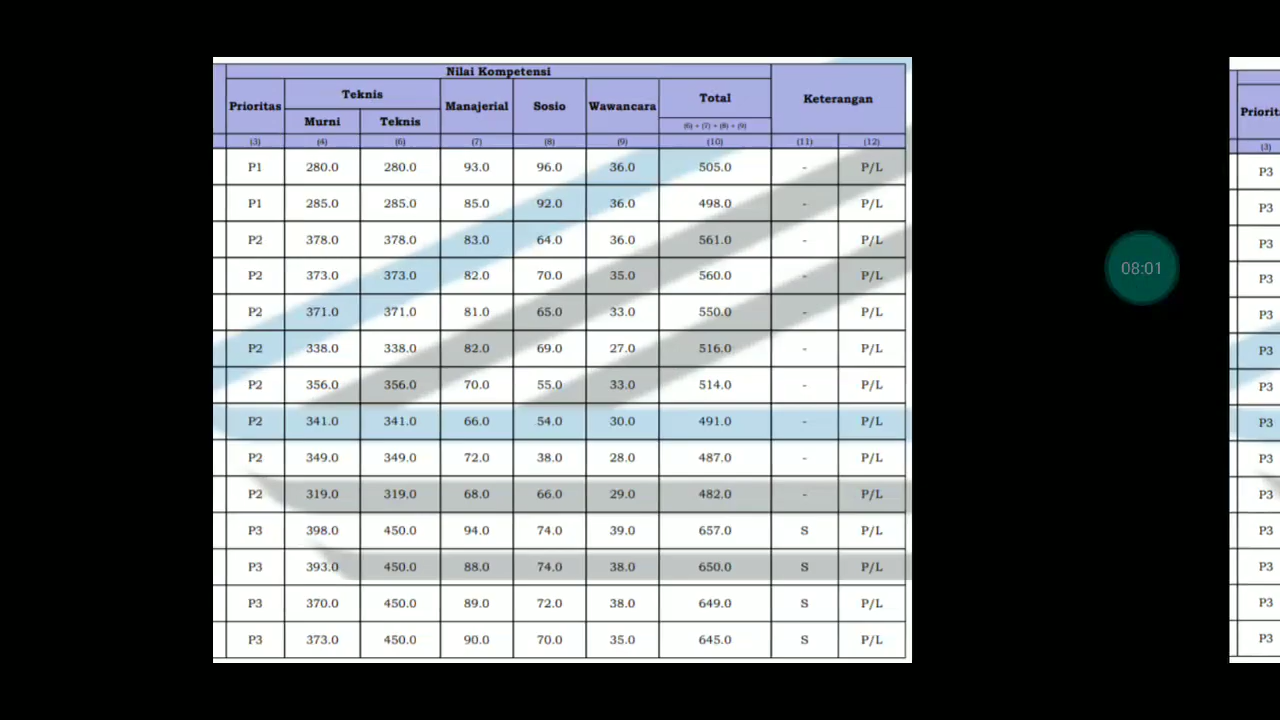 Nilai Kompetensi
Prioritas Teknis Manajerial Sosio Wawancara Total Keterangan
Murni Teknis (6) + (7) + (8) + (9)
(3) (4) (6) (7) (8) (9) (10) (11) (12)
P1 280.0 280.0 93.0 96.0 36.0 505.0 - P/L
P1 285.0 285.0 85.0 92.0 36.0 498.0 - P/L
P2 378.0 378.0 83.0 64.0 36.0 561.0 - P/L
P2 373.0 373.0 82.0 70.0 35.0 560.0 - P/L
P2 371.0 371.0 81.0 65.0 33.0 550.0 - P/L
P2 338.0 338.0 82.0 69.0 27.0 516.0 - P/L
P2 356.0 356.0 70.0 55.0 33.0 514.0 - P/L
P2 341.0 341.0 66.0 54.0 30.0 491.0 - P/L
P2 349.0 349.0 72.0 38.0 28.0 487.0 - P/L
P2 319.0 319.0 68.0 66.0 29.0 482.0 - P/L
P3 398.0 450.0 94.0 74.0 39.0 657.0 S P/L
P3 393.0 450.0 88.0 74.0 38.0 650.0 S P/L
P3 370.0 450.0 89.0 72.0 38.0 649.0 S P/L
P3 373.0 450.0 90.0 70.0 35.0 645.0 S P/L
08:01
Priorit
(3)
P3
P3
P3
P3
P3
P3
P3
P3
P3
P3
P3
P3
P3
P3